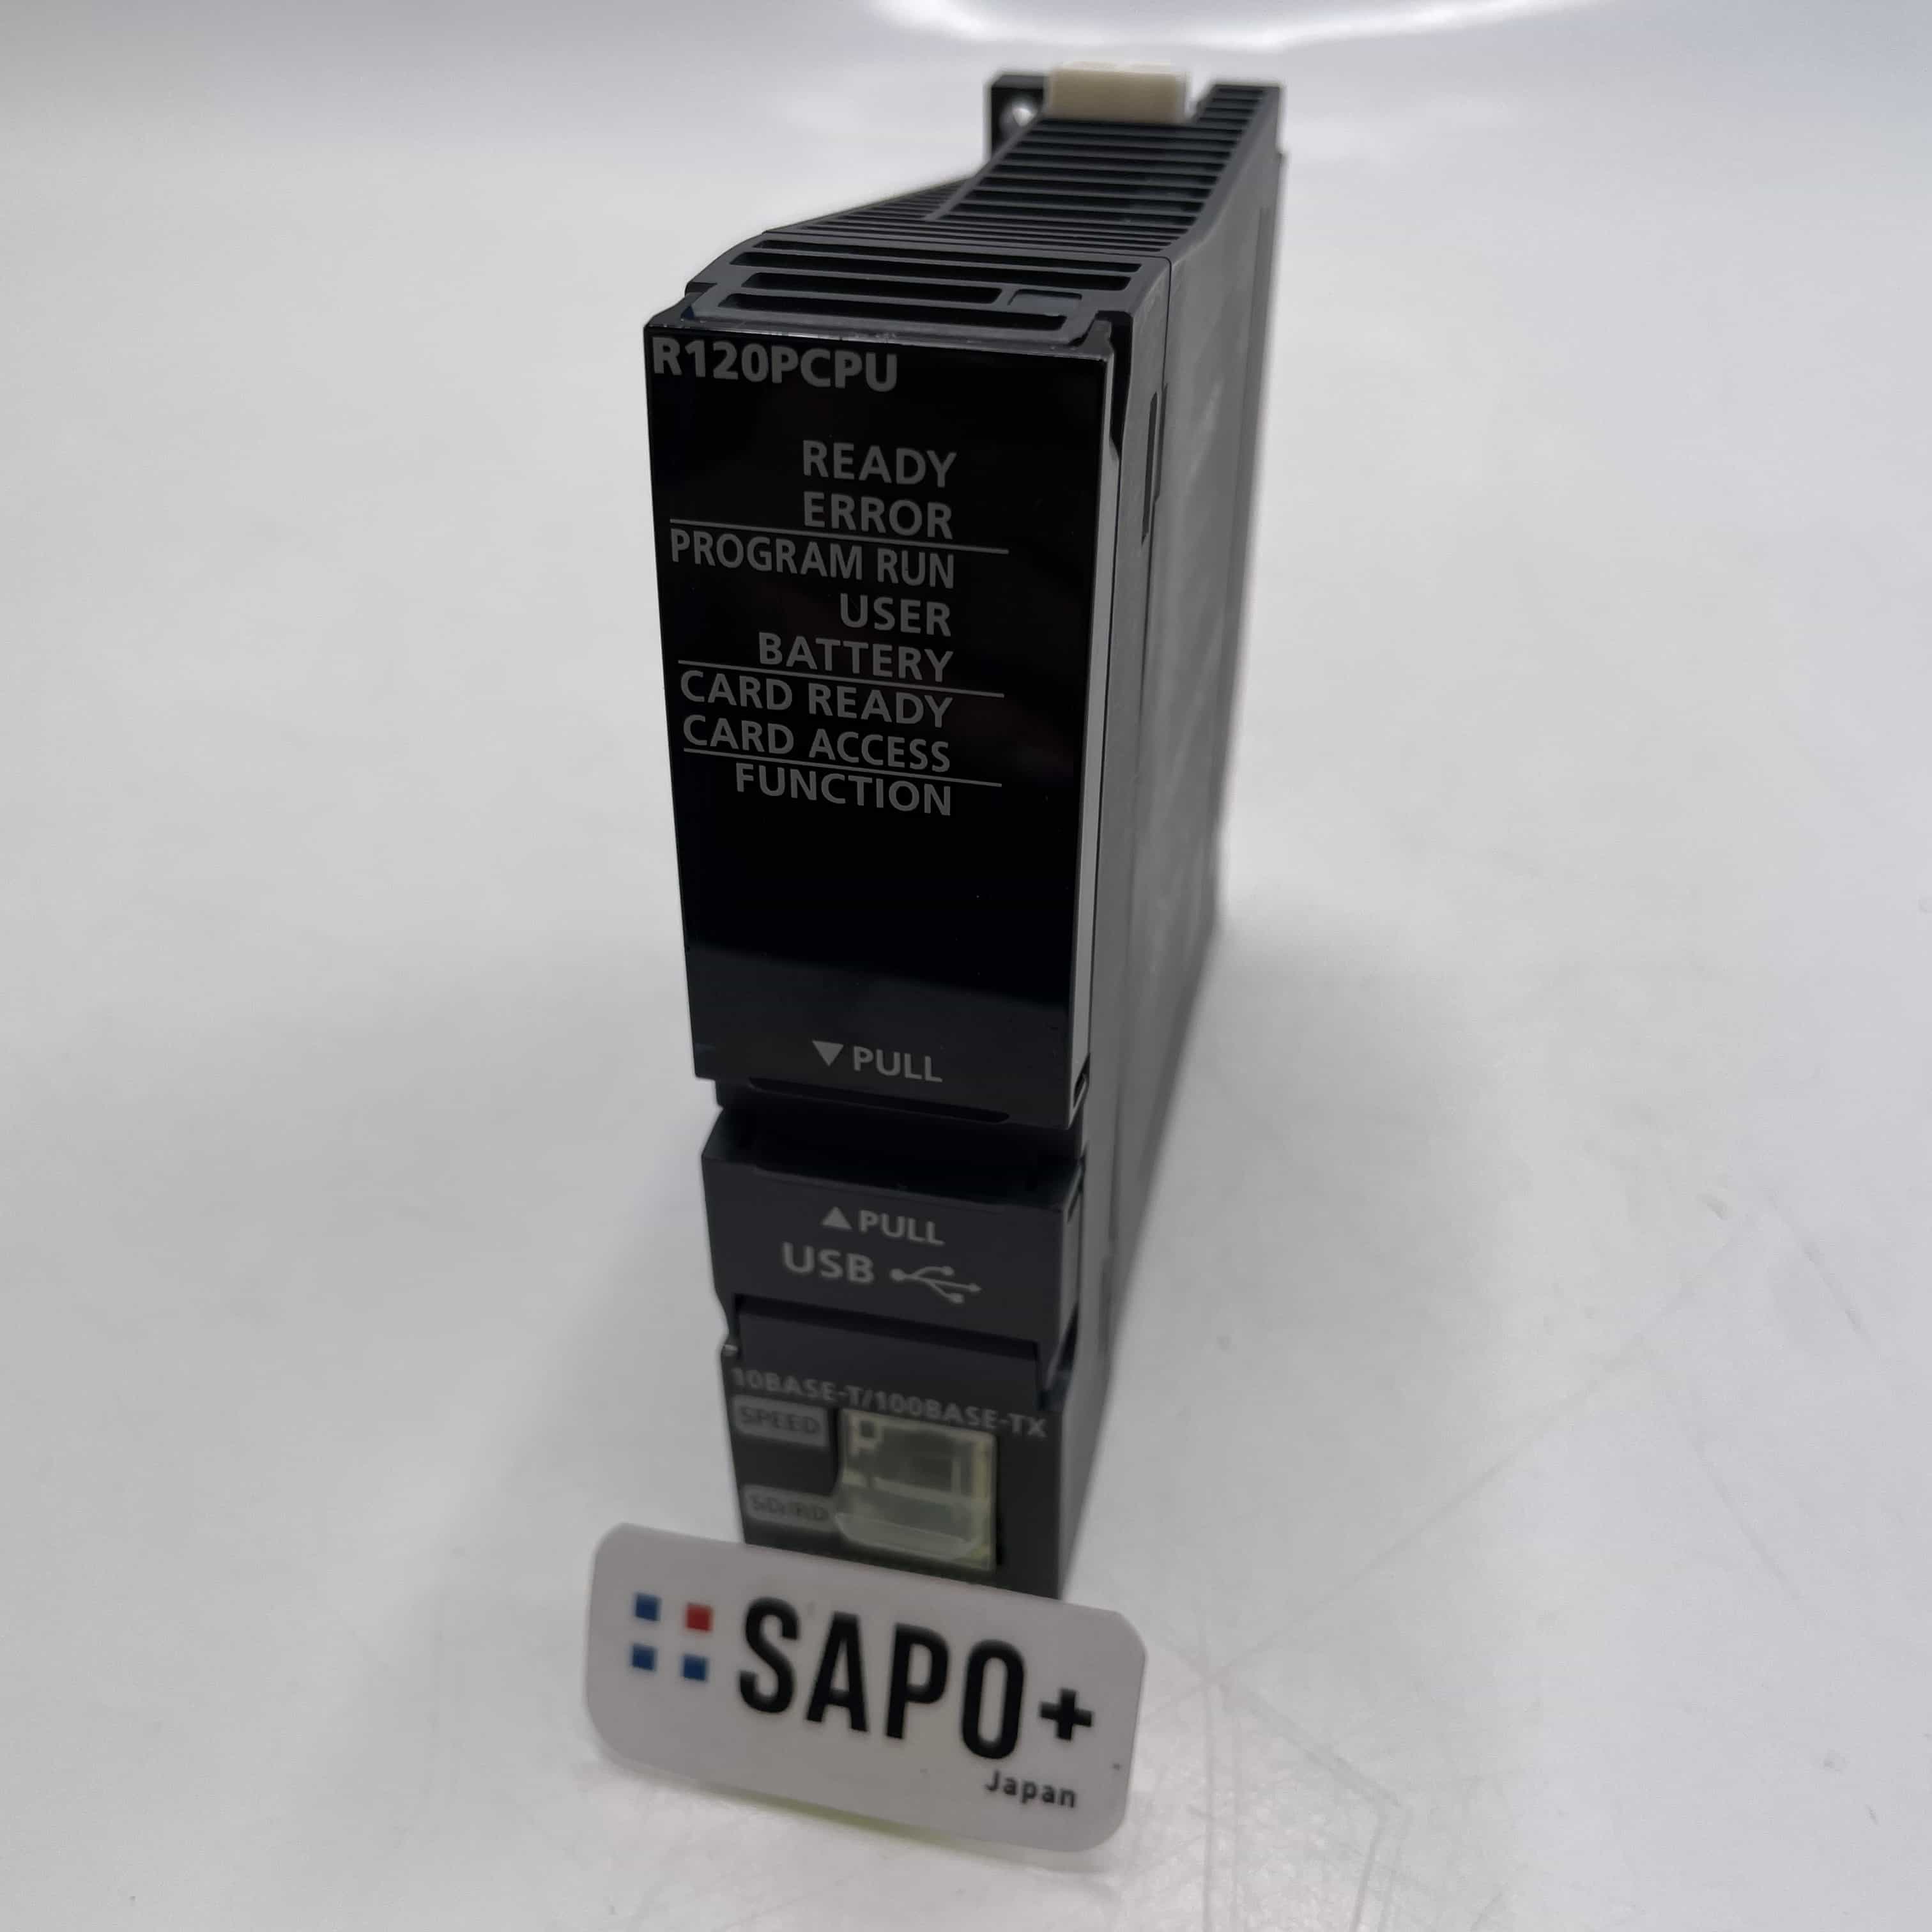 R120PCPU
READY
ERROR
PROGRAM RUN
USER
BATTERY
CARD READY
CARD ACCESS
FUNCTION
▼PULL
▲PULL
USB
10BASE-T/100BASE-TX
SPEED
SD/RD
SAPO+
Japan